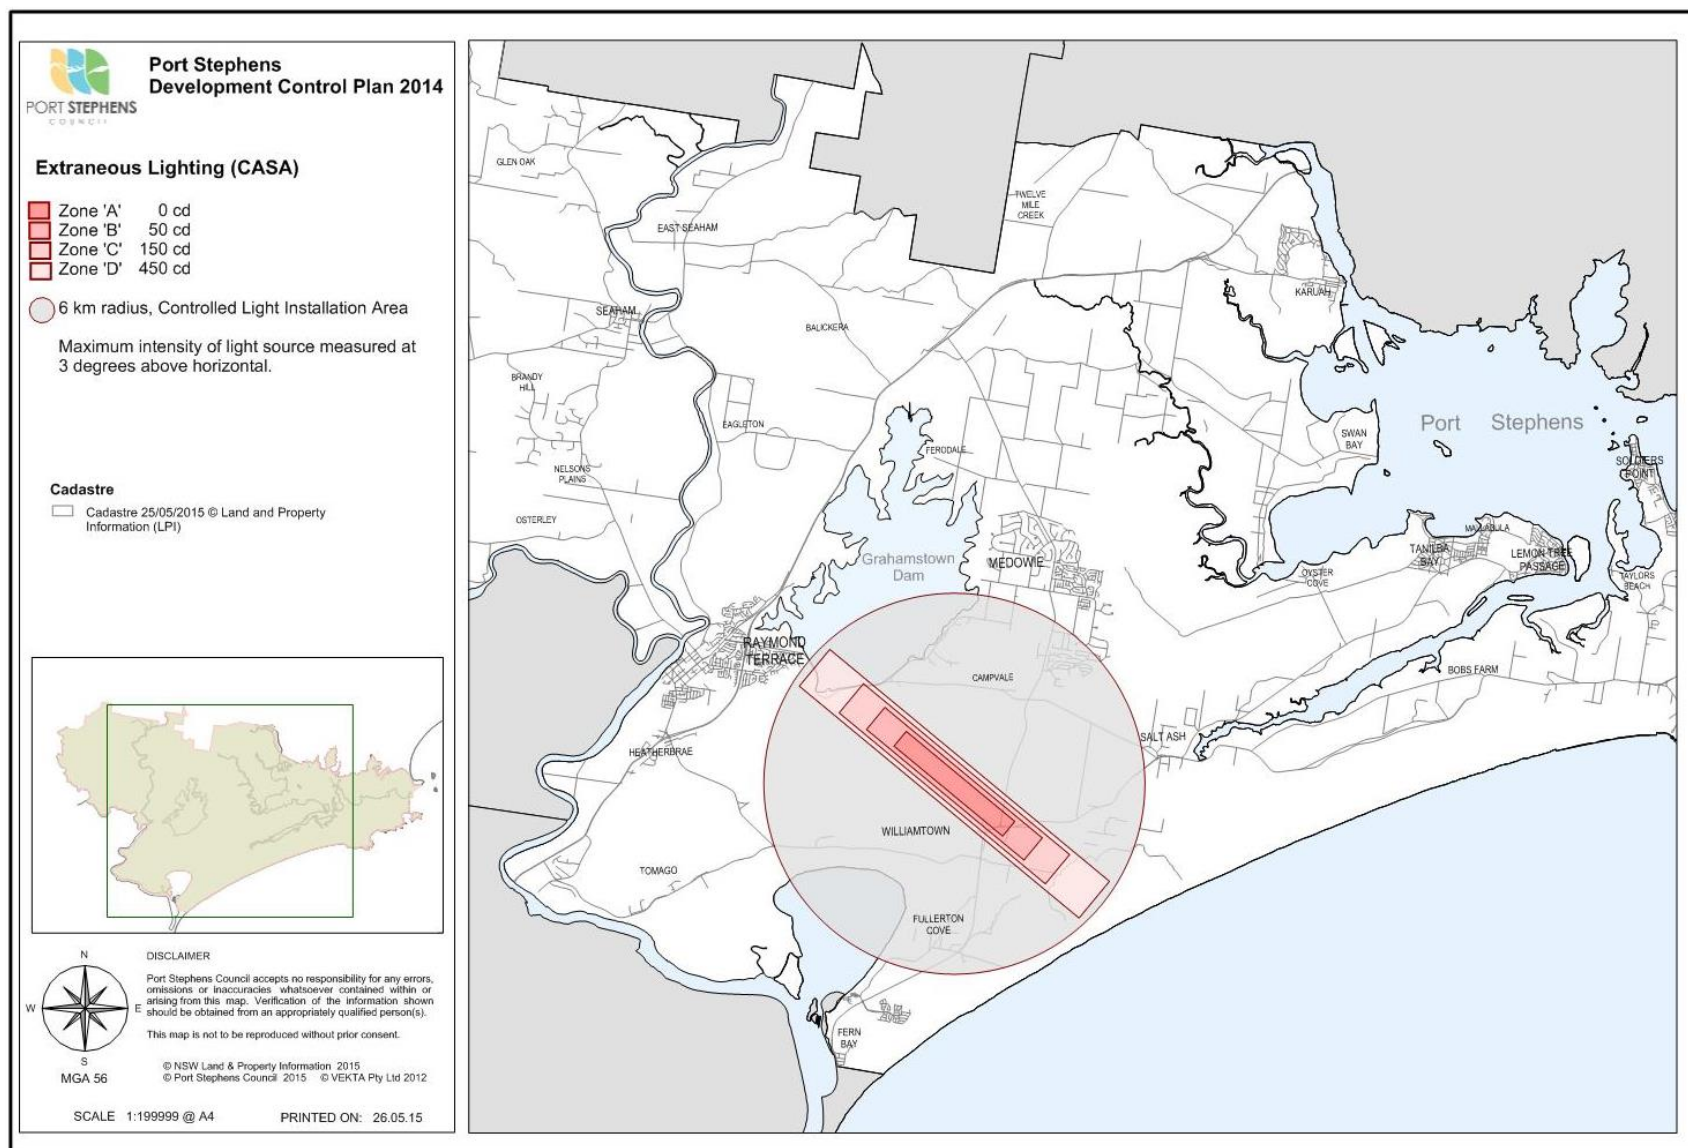 PORT STEPHENS
COUNCIL
Port Stephens
Development Control Plan 2014
Extraneous Lighting (CASA)
Zone 'A' 0 cd
Zone 'B' 50 cd
Zone 'C' 150 cd
Zone 'D' 450 cd
6 km radius, Controlled Light Installation Area
Maximum intensity of light source measured at
3 degrees above horizontal.
Cadastre
Cadastre 25/05/2015 © Land and Property
Information (LPI)
N
W
E
S
MGA 56
DISCLAIMER
Port Stephens Council accepts no responsibility for any errors,
omissions or inaccuracies whatsoever contained within or
arising from this map. Verification of the information shown
should be obtained from an appropriately qualified person(s).
This map is not to be reproduced without prior consent.
© NSW Land & Property Information 2015
© Port Stephens Council 2015 © VEKTA Pty Ltd 2012
SCALE 1:199999 @ A4
PRINTED ON: 26.05.15
GLEN OAK
TWELVE
MILE
CREEK
EAST SEAHAM
KARUAH
SEAHAM
BALICKERA
BRANDY
HILL
EAGLETON
Port Stephens
SWAN
BAY
FERODALE
SOLDIERS
POINT
NELSONS
PLAINS
OSTERLEY
MALLABULA
TANILBA
BAY
LEMON TREE
PASSAGE
Grahamstown
Dam
MEDOWIE
OYSTER
COVE
TAYLORS
BEACH
RAYMOND
TERRACE
CAMPVALE
BOBS FARM
SALT ASH
HEATHERBRAE
WILLIAMTOWN
TOMAGO
FULLERTON
COVE
FERN
BAY